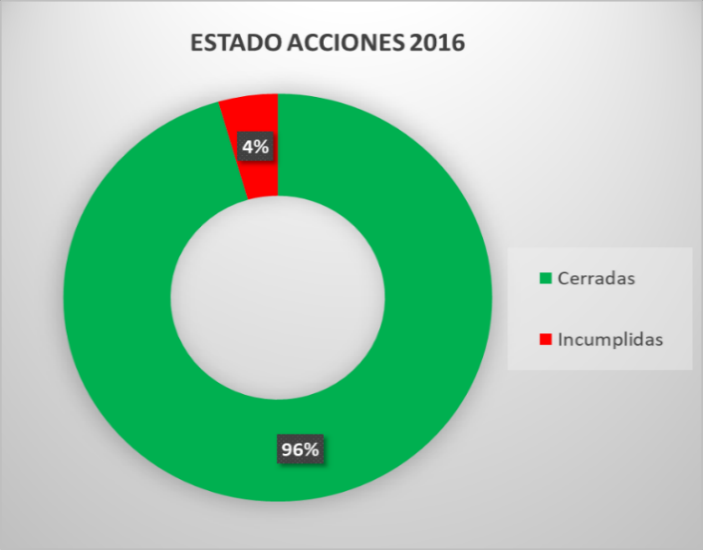 ESTADO ACCIONES 2016
4%
Cerradas
Incumplidas
96%